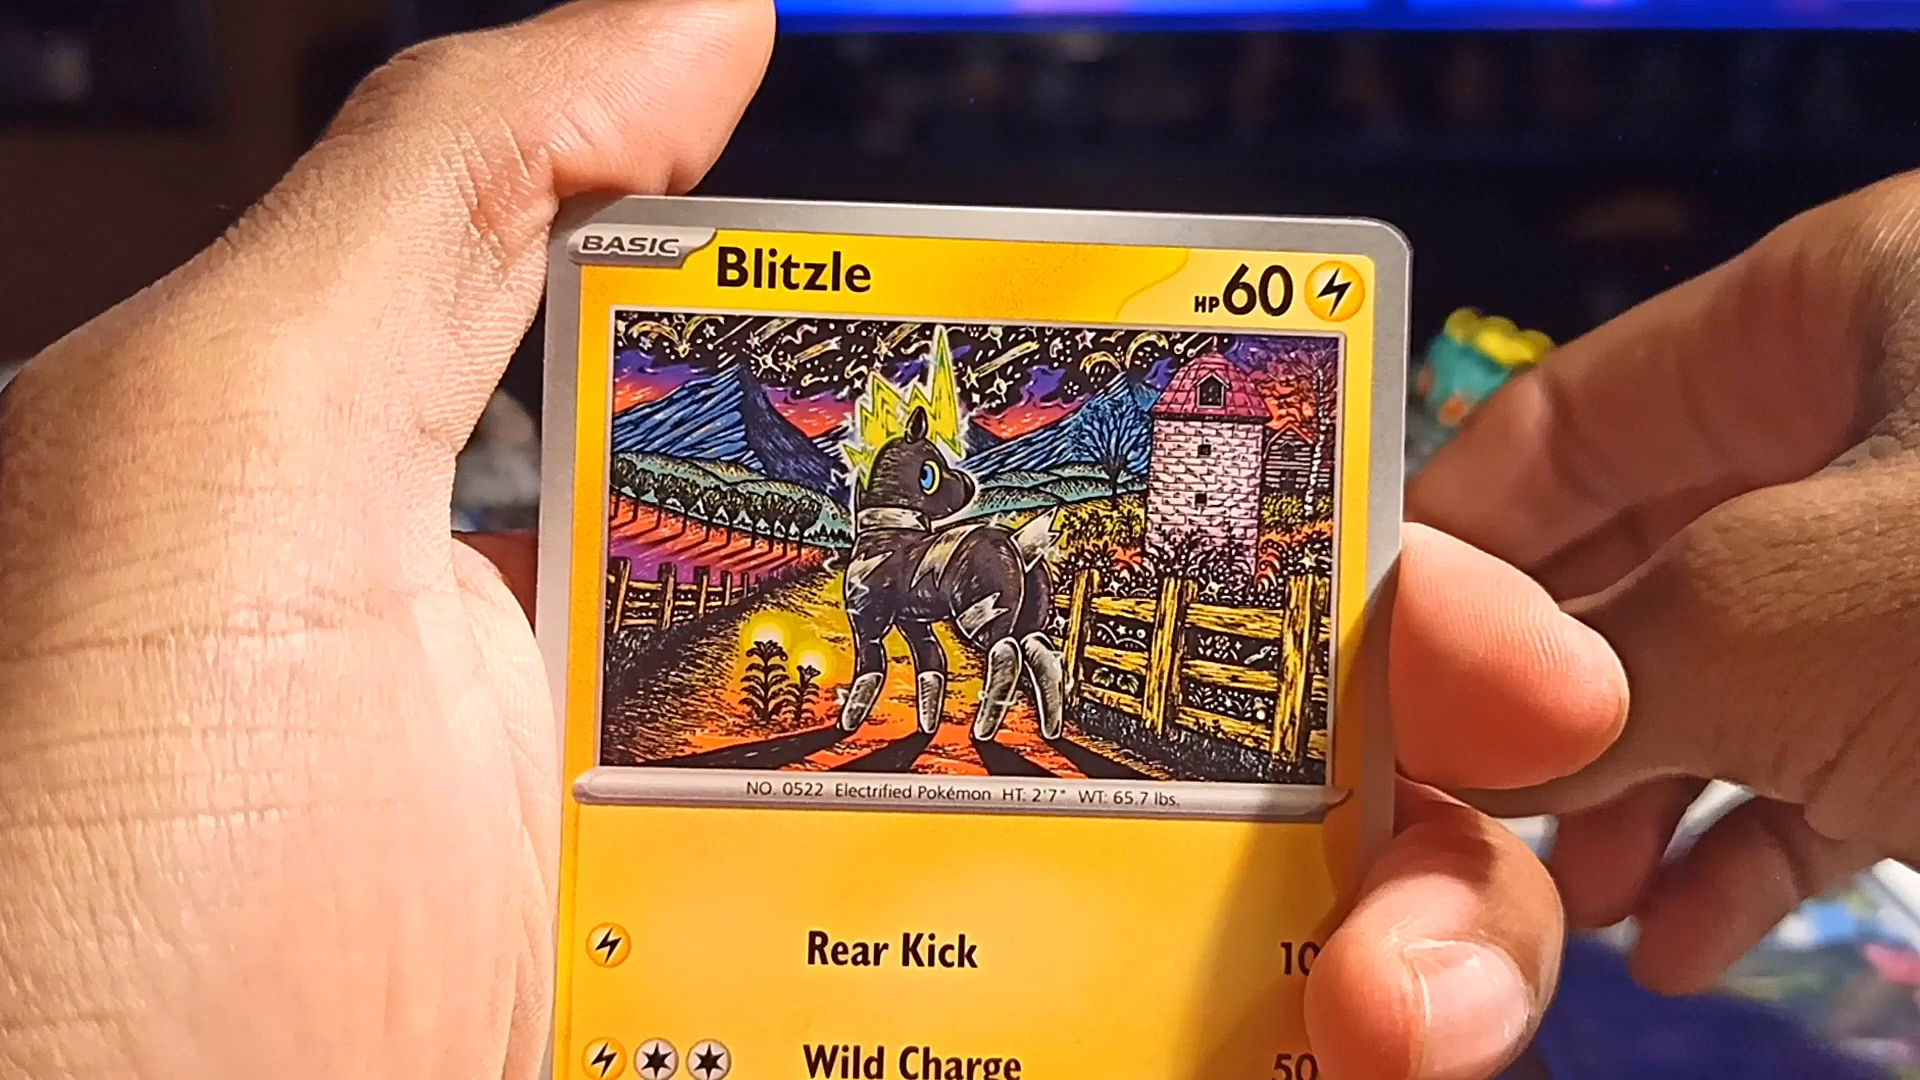 BASIC Blitzle HP 60
NO. 0522 Electrified Pokémon HT: 2'7" WT: 65.7 lbs.
Rear Kick 10
Wild Charge 50